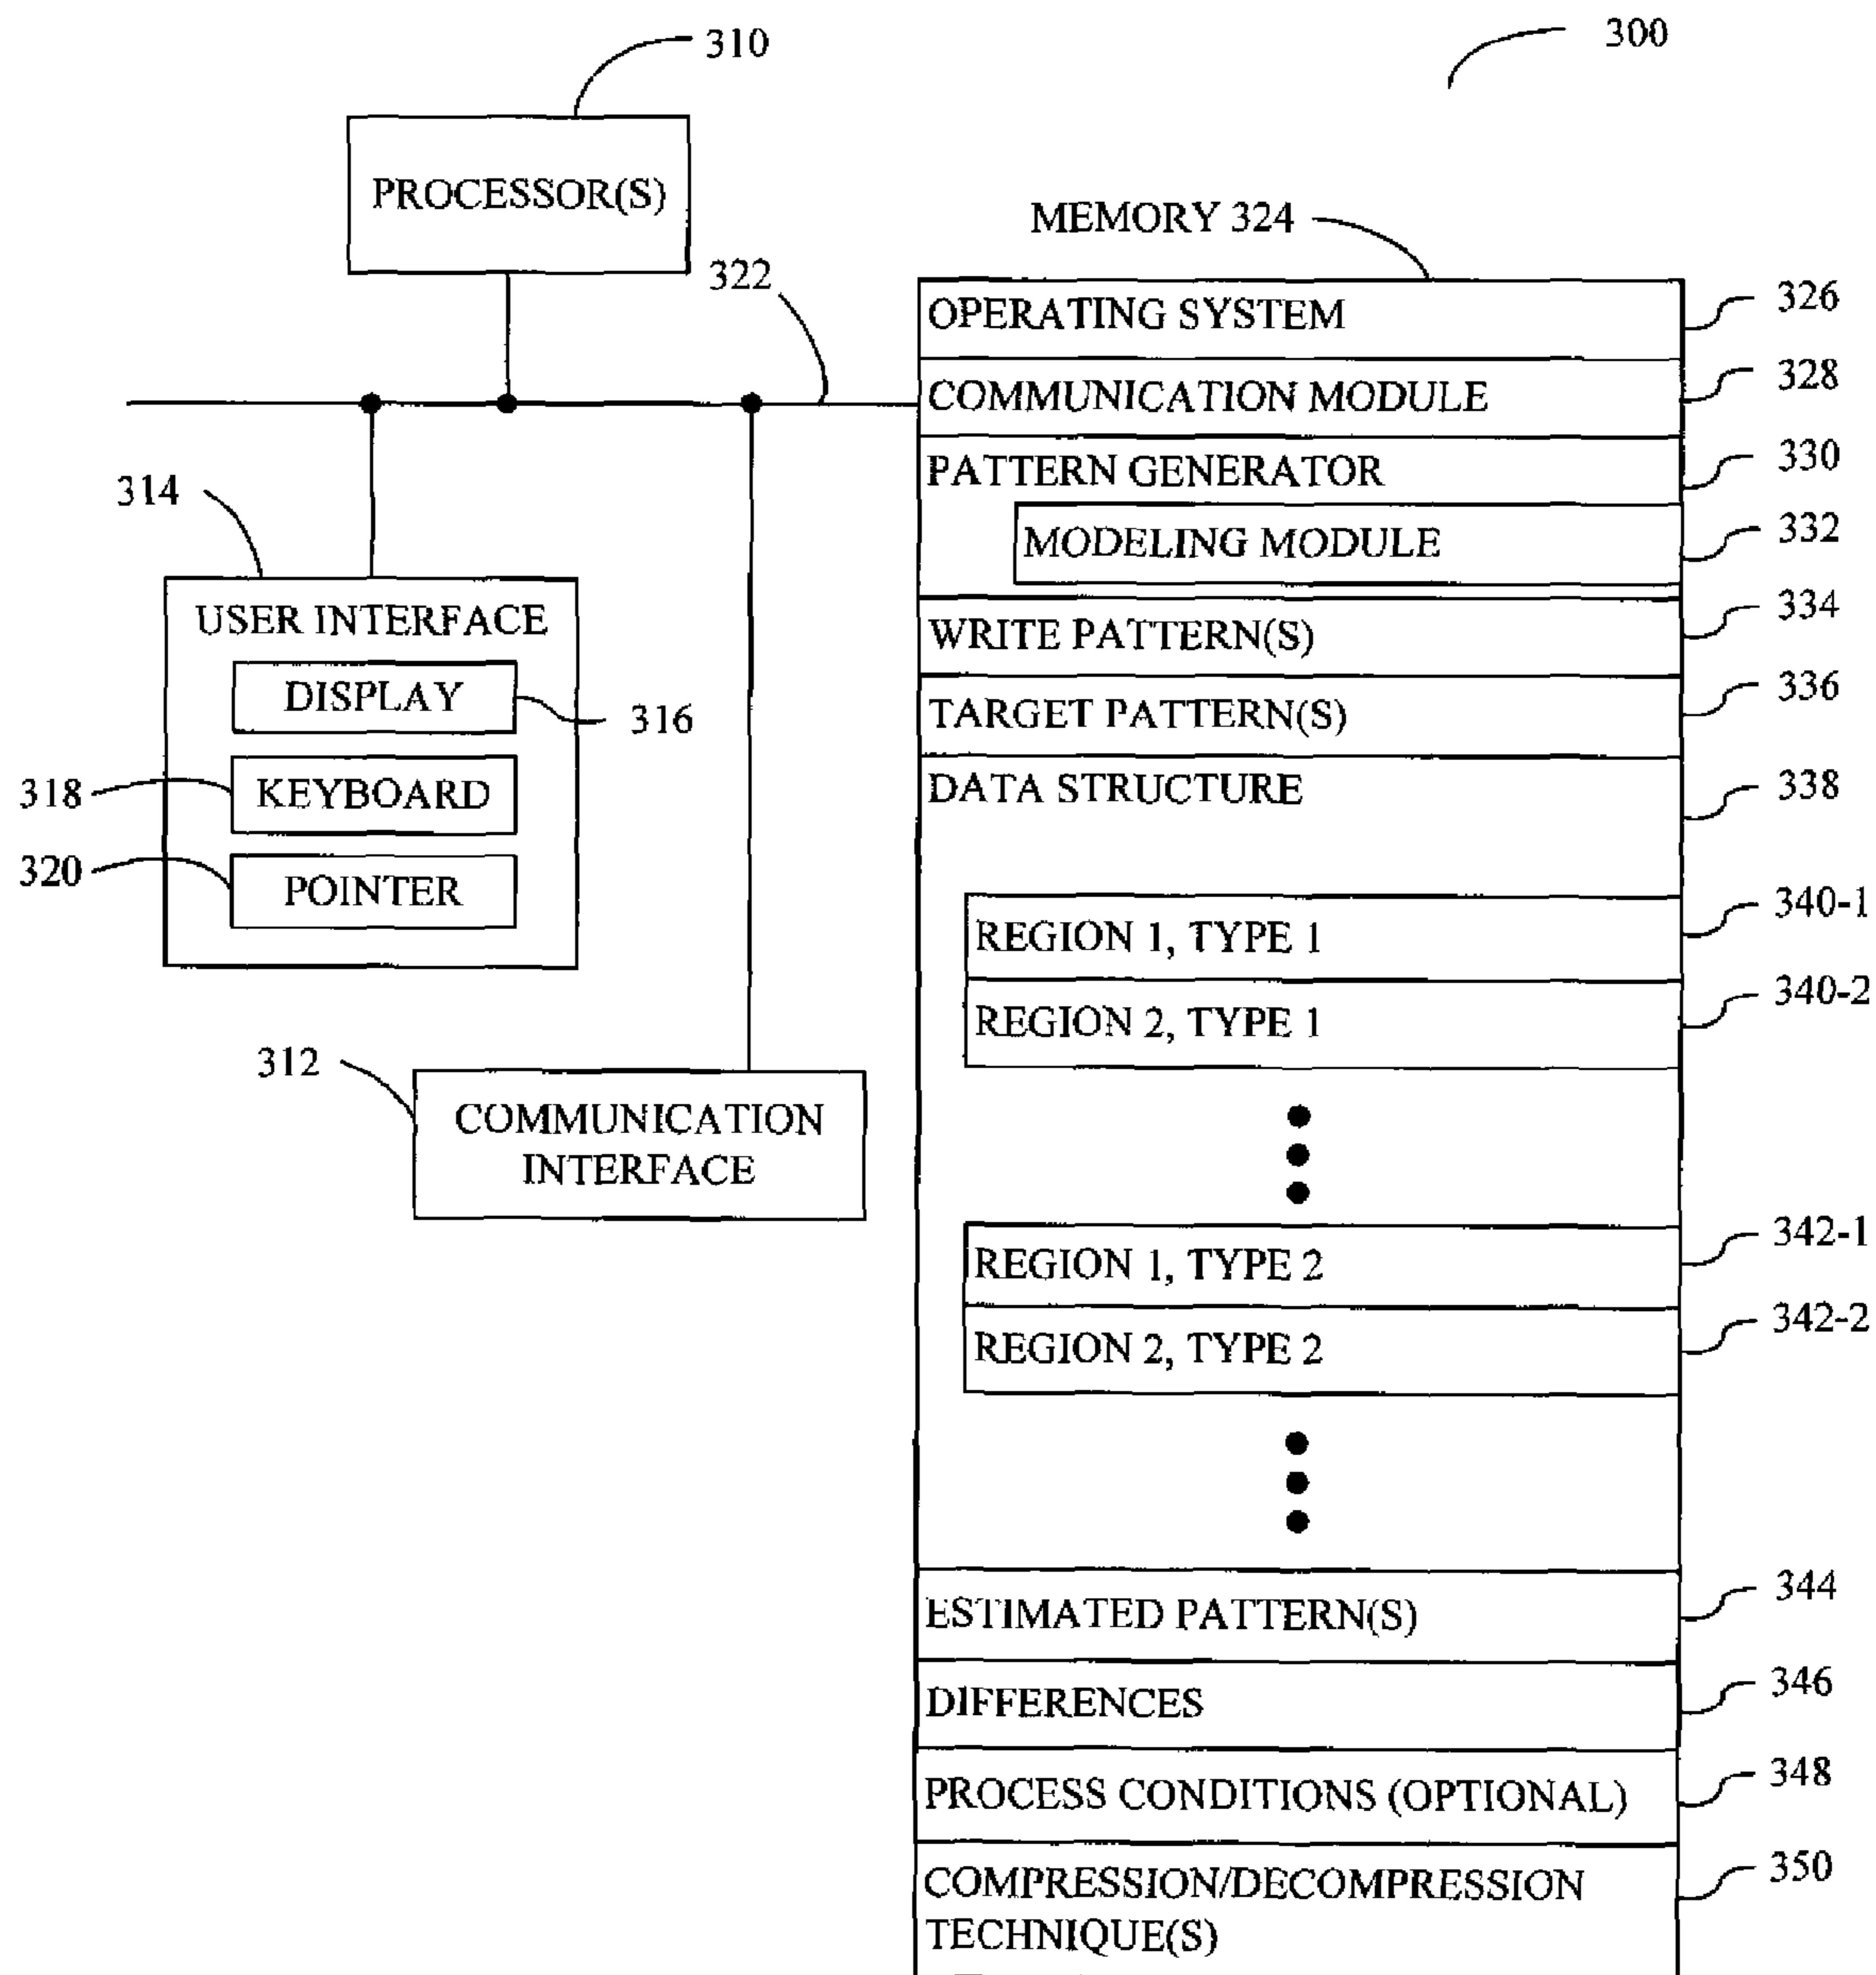 310
300
PROCESSOR(S)
MEMORY 324
322
OPERATING SYSTEM
326
COMMUNICATION MODULE
328
PATTERN GENERATOR
330
MODELING MODULE
332
WRITE PATTERN(S)
334
TARGET PATTERN(S)
336
DATA STRUCTURE
338
REGION 1, TYPE 1
340-1
REGION 2, TYPE 1
340-2
REGION 1, TYPE 2
342-1
REGION 2, TYPE 2
342-2
ESTIMATED PATTERN(S)
344
DIFFERENCES
346
PROCESS CONDITIONS (OPTIONAL)
348
COMPRESSION/DECOMPRESSION
TECHNIQUE(S)
350
314
USER INTERFACE
DISPLAY
316
318
KEYBOARD
320
POINTER
312
COMMUNICATION
INTERFACE